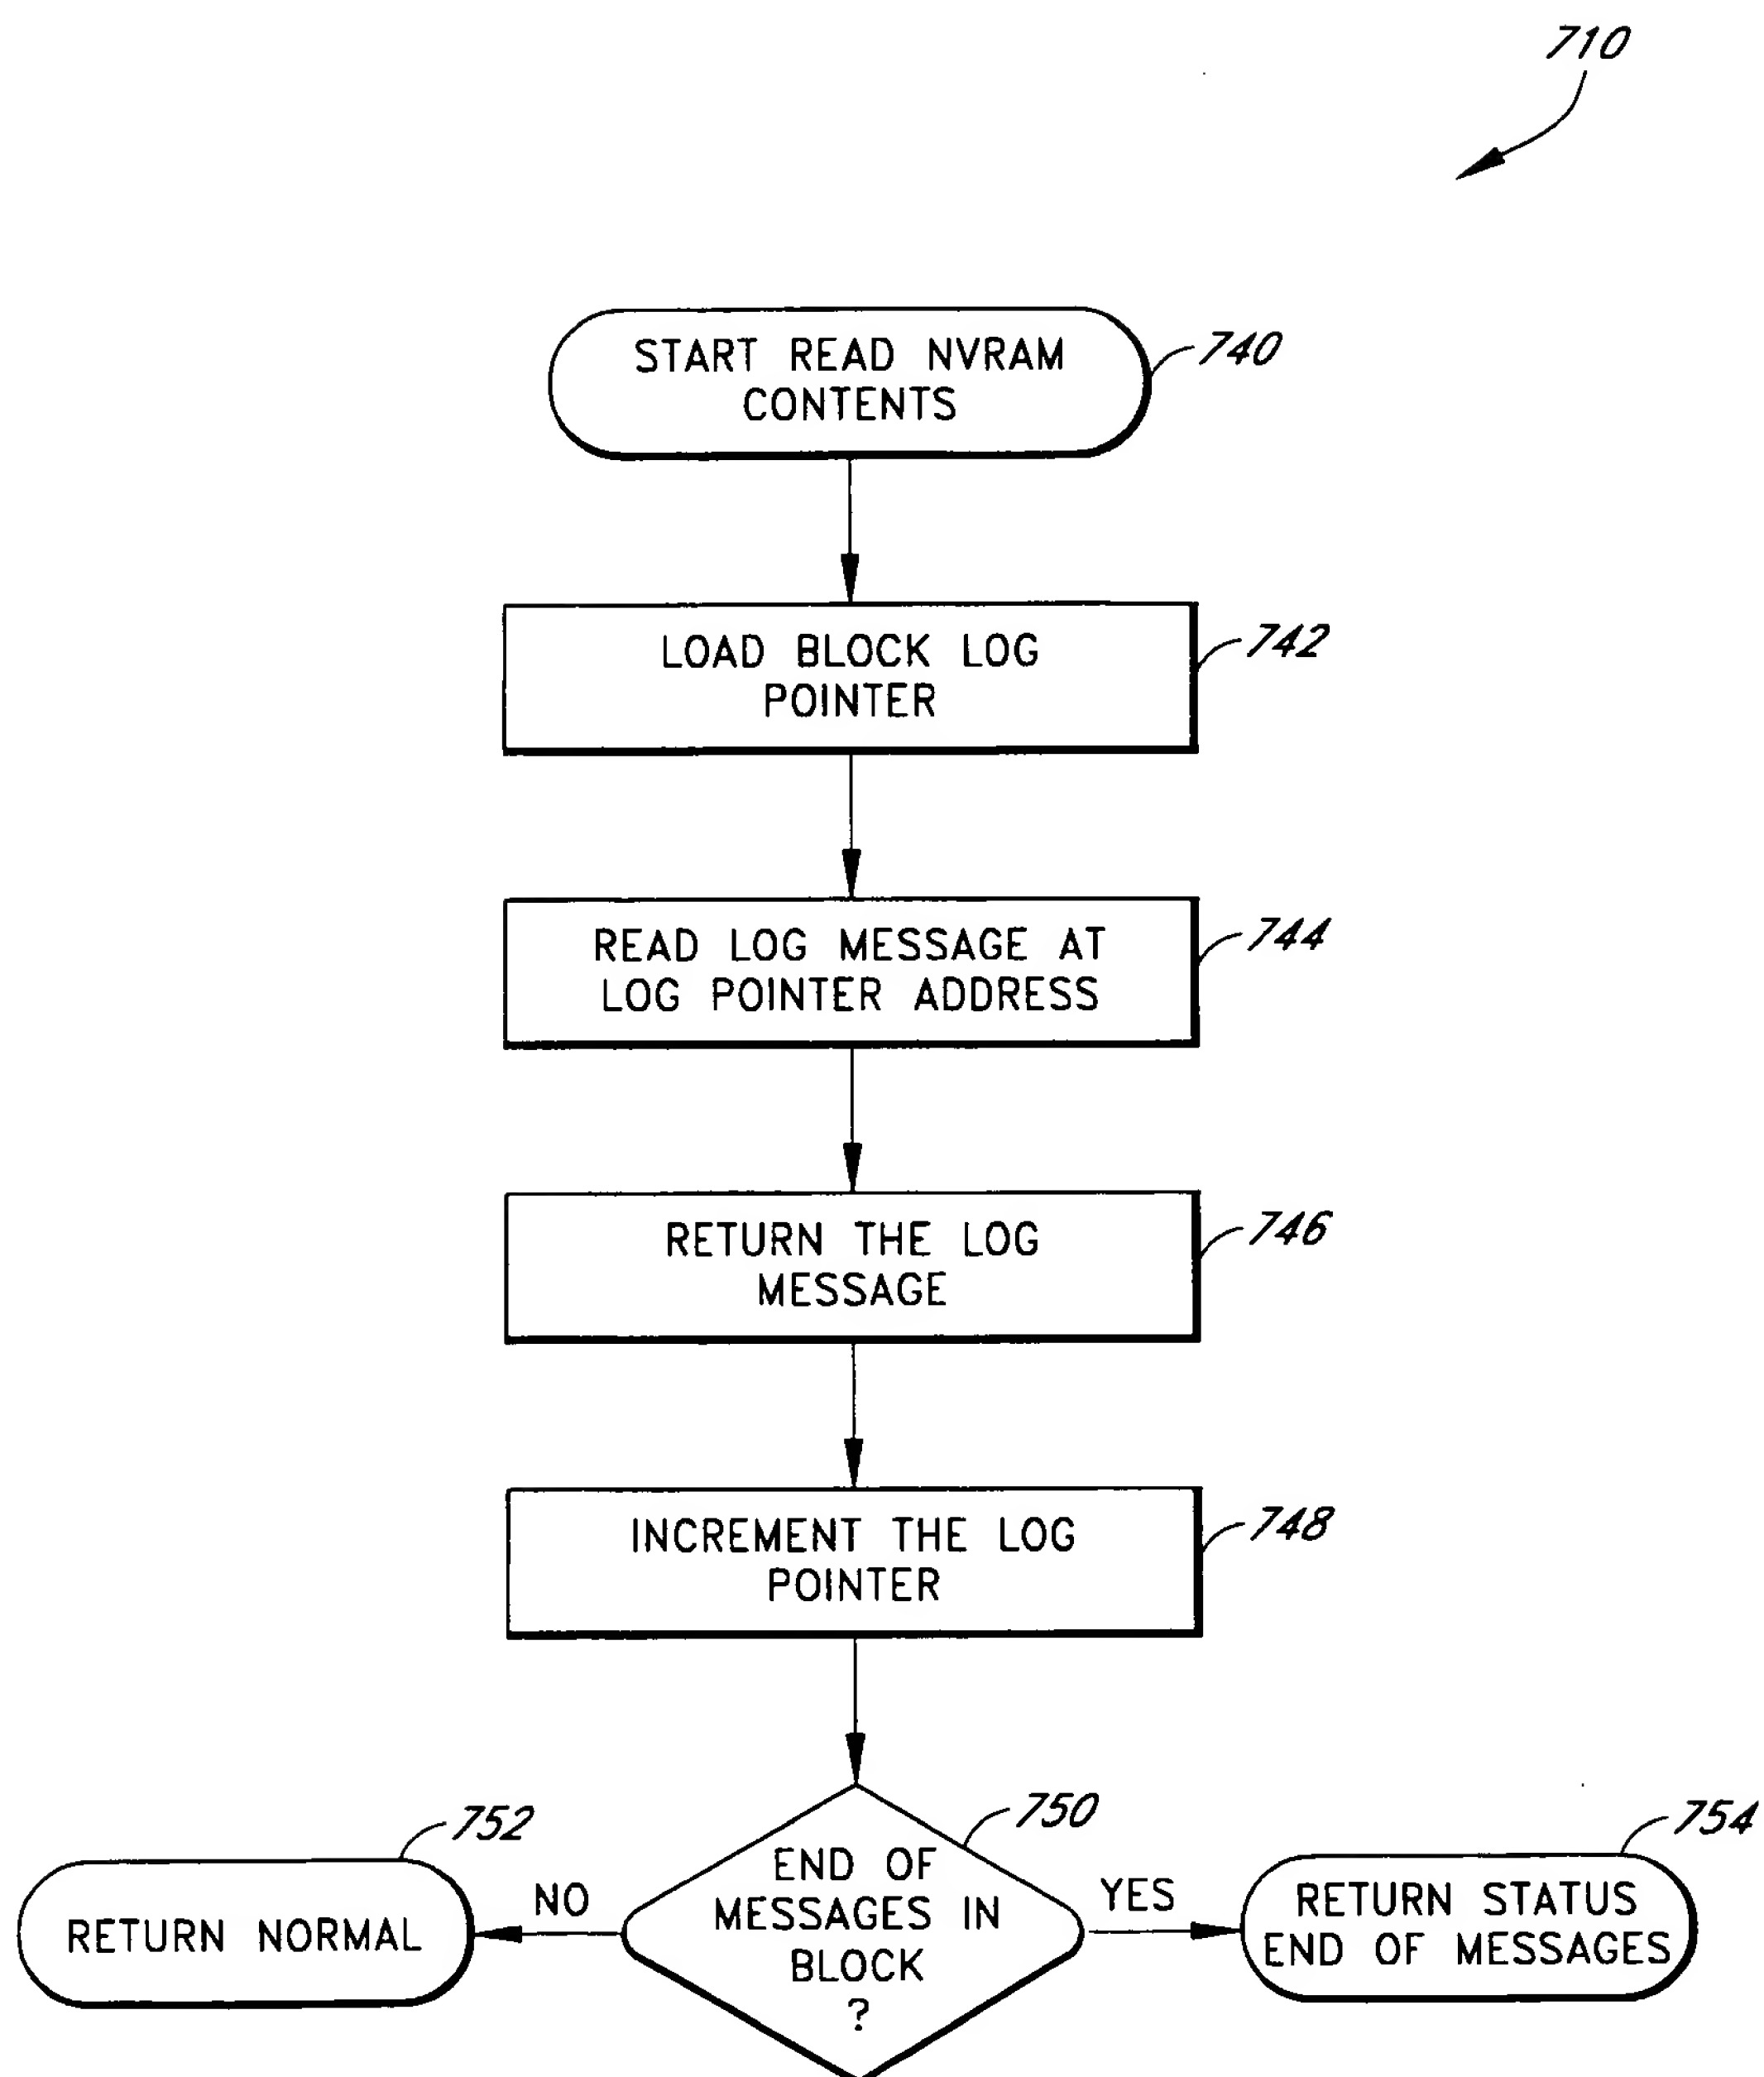 710
START READ NVRAM
CONTENTS
740
LOAD BLOCK LOG
POINTER
742
READ LOG MESSAGE AT
LOG POINTER ADDRESS
744
RETURN THE LOG
MESSAGE
746
INCREMENT THE LOG
POINTER
748
752
RETURN NORMAL
NO
750
END OF
MESSAGES IN
BLOCK
?
YES
754
RETURN STATUS
END OF MESSAGES